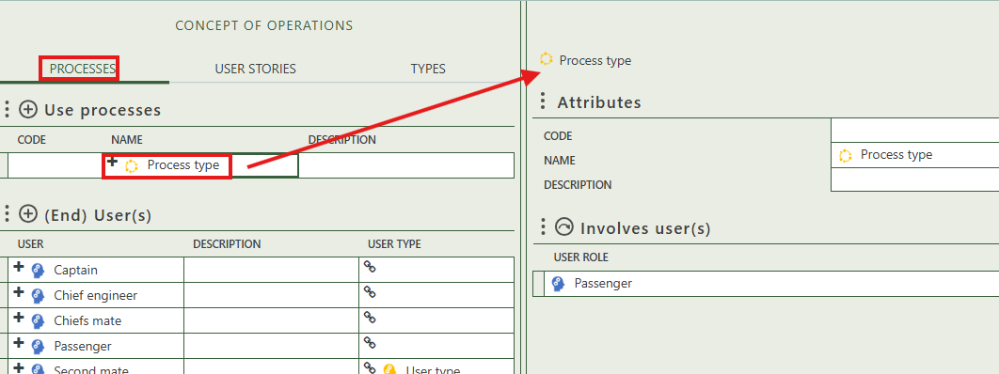 CONCEPT OF OPERATIONS
PROCESSES USER STORIES TYPES
Use processes
CODE NAME DESCRIPTION
Process type
(End) User(s)
USER DESCRIPTION USER TYPE
Captain
Chief engineer
Chiefs mate
Passenger
Second mate User type
Process type
Attributes
CODE
NAME Process type
DESCRIPTION
Involves user(s)
USER ROLE
Passenger